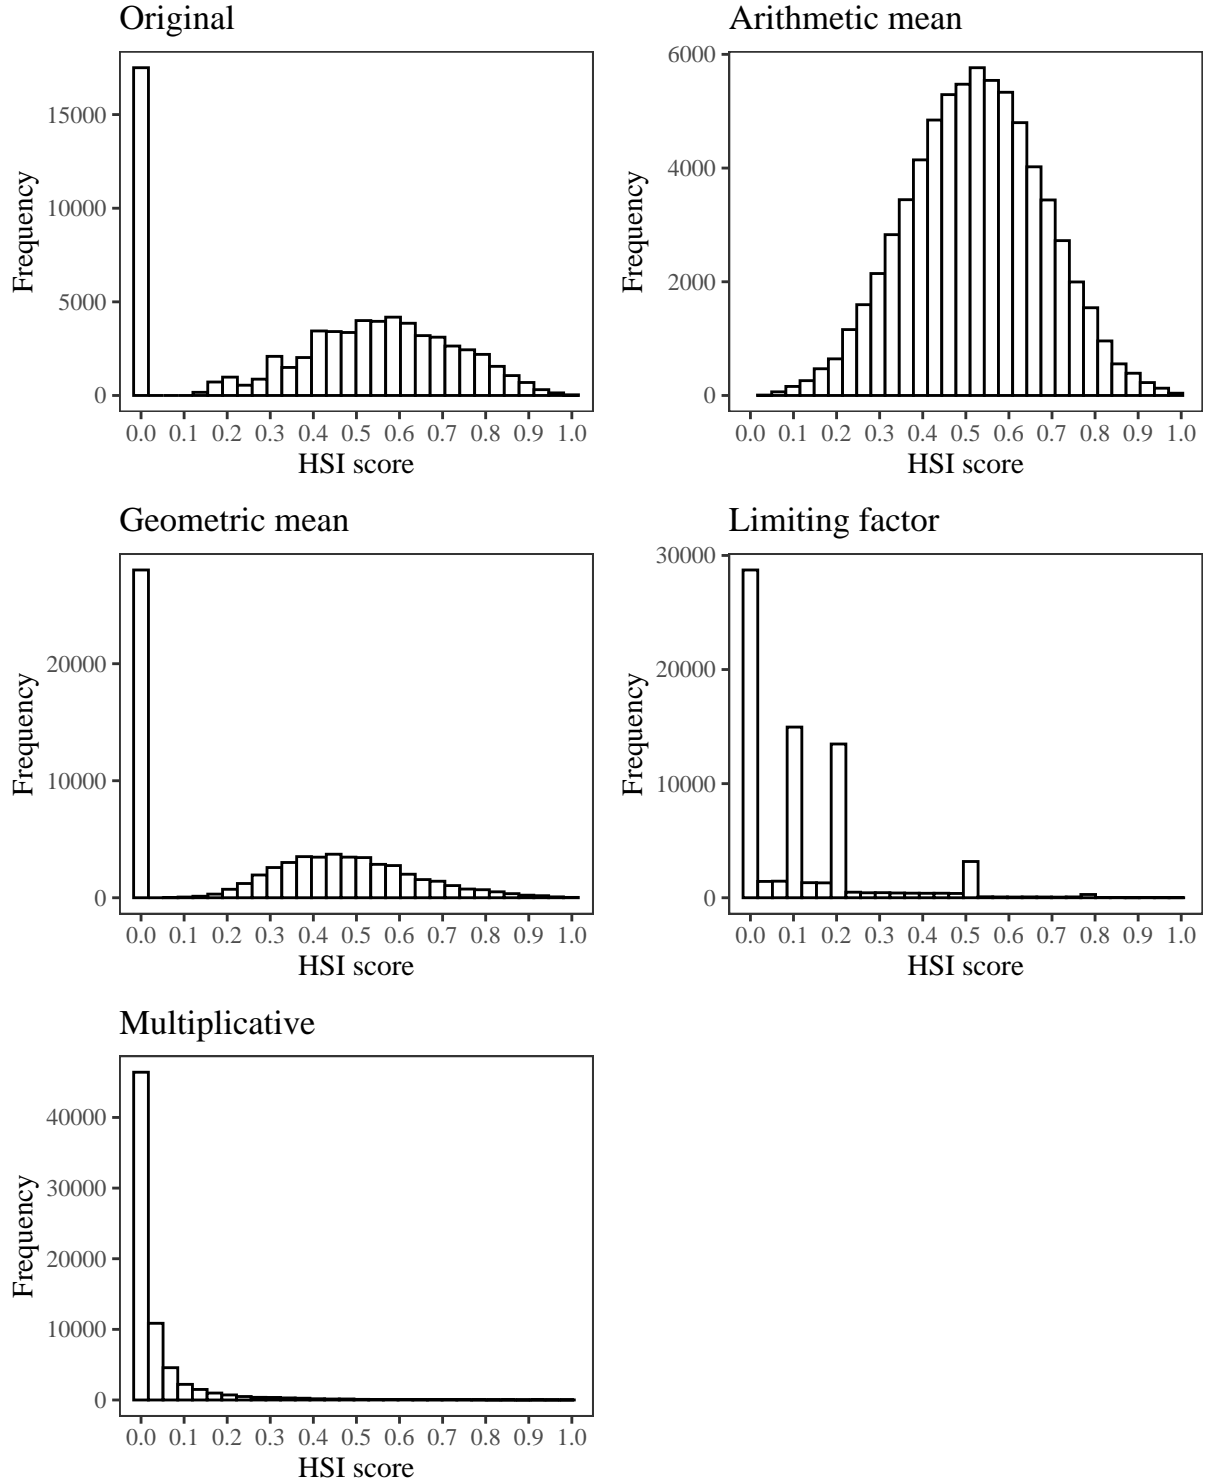 Original
15000
10000
5000
0
Frequency
0.0 0.1 0.2 0.3 0.4 0.5 0.6 0.7 0.8 0.9 1.0
HSI score
Arithmetic mean
6000
4000
2000
0
Frequency
0.0 0.1 0.2 0.3 0.4 0.5 0.6 0.7 0.8 0.9 1.0
HSI score
Geometric mean
20000
10000
0
Frequency
0.0 0.1 0.2 0.3 0.4 0.5 0.6 0.7 0.8 0.9 1.0
HSI score
Limiting factor
30000
20000
10000
0
Frequency
0.0 0.1 0.2 0.3 0.4 0.5 0.6 0.7 0.8 0.9 1.0
HSI score
Multiplicative
40000
30000
20000
10000
0
Frequency
0.0 0.1 0.2 0.3 0.4 0.5 0.6 0.7 0.8 0.9 1.0
HSI score